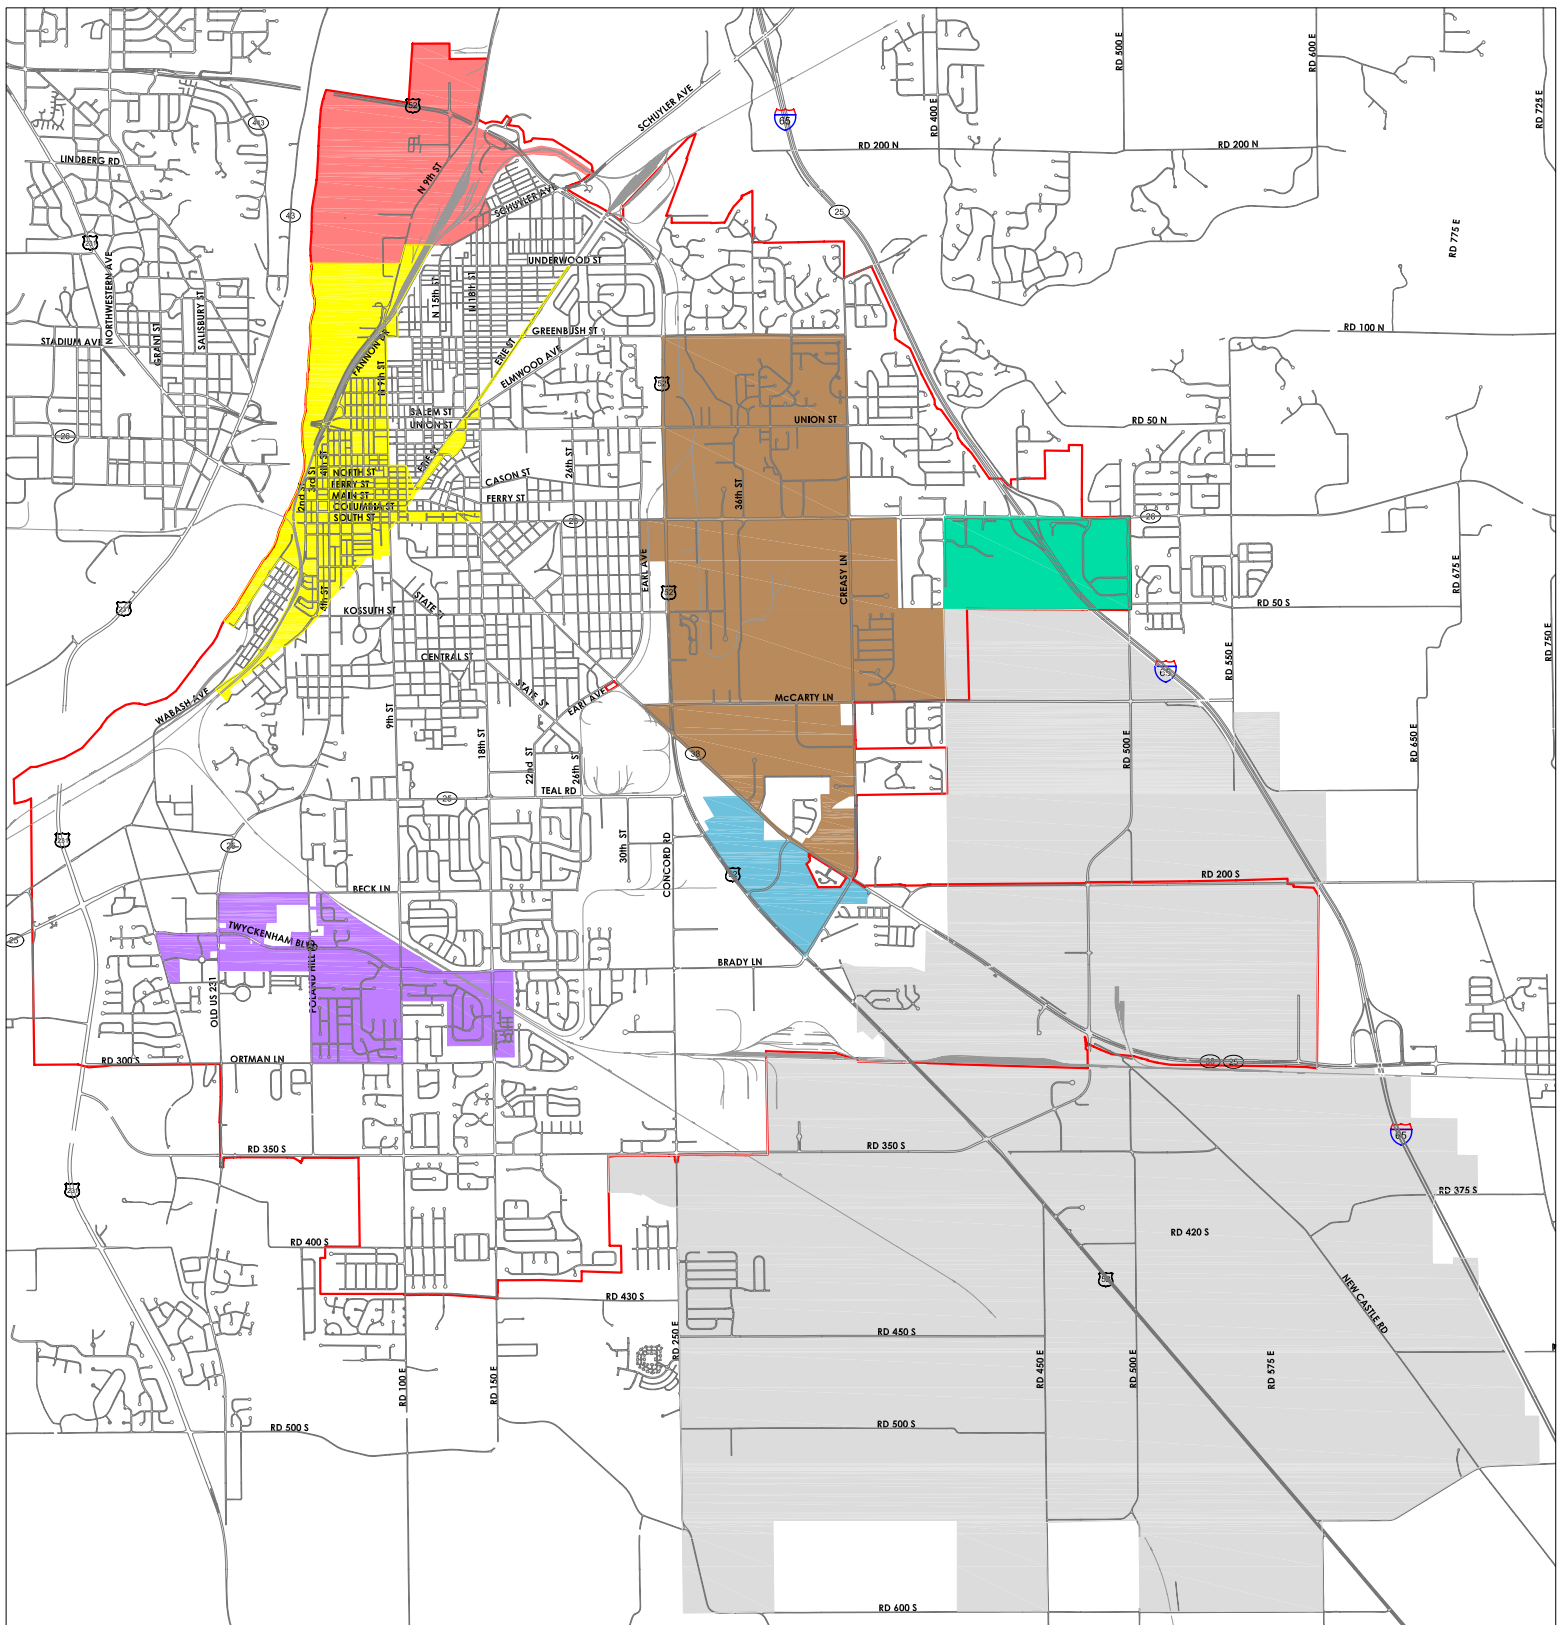 RD 500 E
RD 600 E
RD 725 E
52
SCHUYLER AVE
65
RD 400 E
443
LINDBERG RD
RD 200 N
RD 200 N
N 9th ST
SCHUYLER AVE
43
25
RD 775 E
NORTHWESTERN AVE
UNDERWOOD ST
N 15th ST
N 18th ST
SALISBURY ST
GRANT ST
STADIUM AVE
FANNON DR
GREENBUSH ST
RD 100 N
ERIE ST
ELMWOOD AVE
N 9th ST
52
SALEM ST
UNION ST
UNION ST
RD 50 N
26
4th ST
3rd ST
2nd ST
NORTH ST
FERRY ST
MAIN ST
COLUMBIA ST
SOUTH ST
ERIE ST
CASON ST
FERRY ST
26th ST
36th ST
26
26
EARL AVE
CREASY LN
RD 675 E
52
4th ST
KOSSUTH ST
STATE ST
RD 50 S
RD 750 E
CENTRAL ST
RD 550 E
65
STATE ST
EARL AVE
McCARTY LN
WABASH AVE
9th ST
18th ST
22nd ST
26th ST
38
RD 500 E
RD 650 E
TEAL RD
25
30th ST
CONCORD RD
BECK LN
RD 200 S
TWYCKENHAM BLVD
25
POLAND HILL RD
OLD US 231
BRADY LN
RD 300 S
ORTMAN LN
38
25
RD 350 S
RD 350 S
65
RD 375 S
RD 400 S
RD 420 S
52
NEW CASTLE RD
RD 430 S
RD 250 E
RD 450 S
RD 100 E
RD 150 E
RD 450 E
RD 500 E
RD 575 E
RD 500 S
RD 500 S
RD 600 S